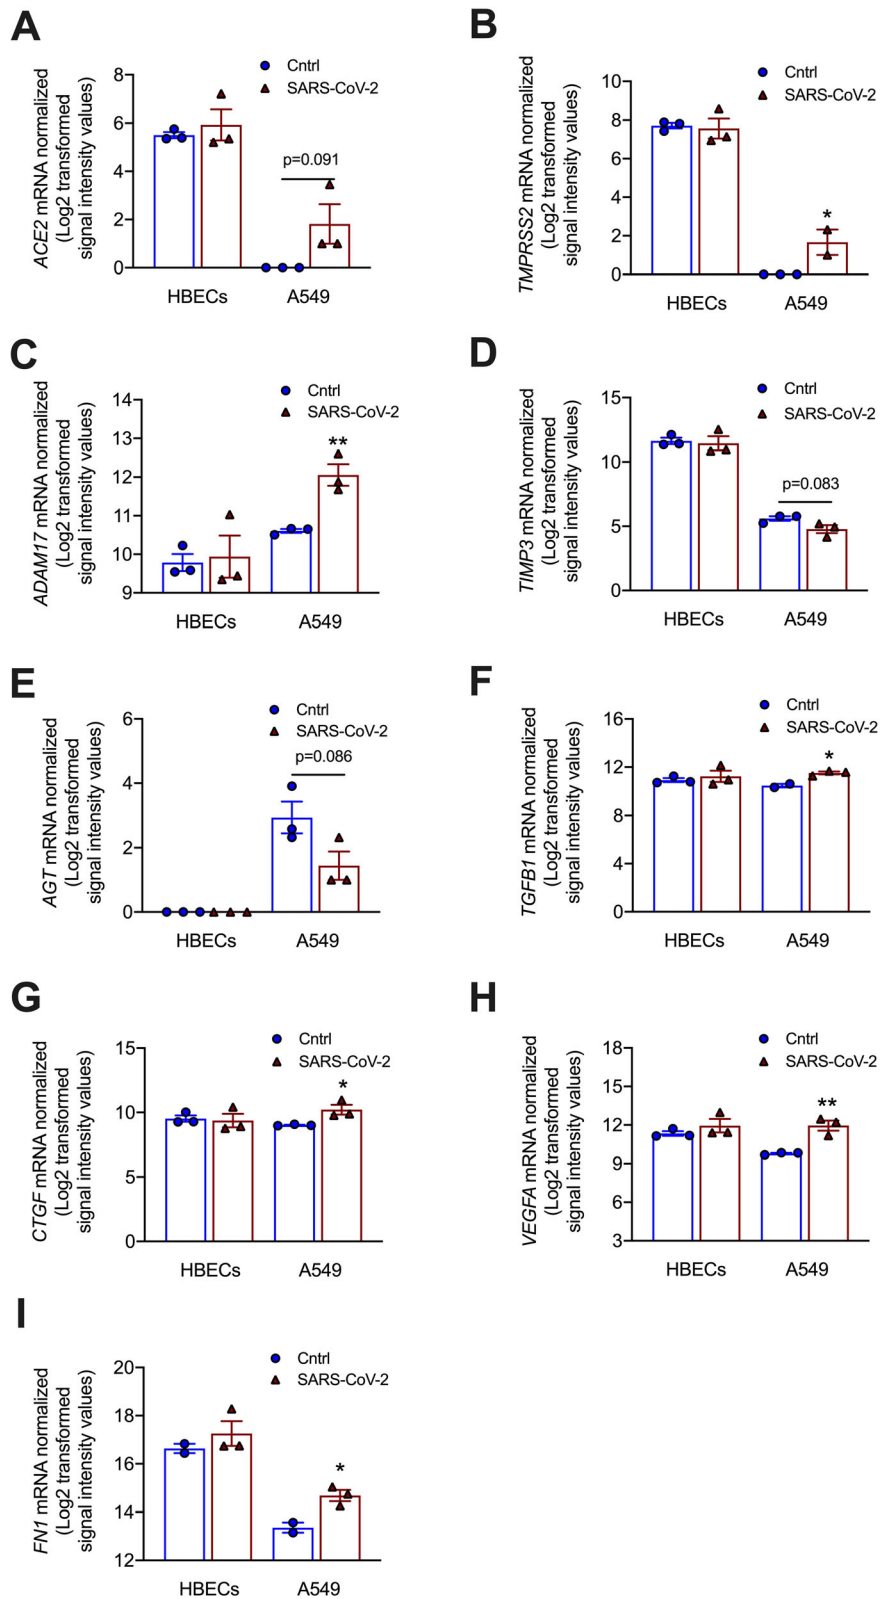 A
ACE2 mRNA normalized
(Log2 transformed
signal intensity values)
8
6
4
2
0
Cntrl
SARS-CoV-2
p=0.091
HBECs
A549
B
TMPRSS2 mRNA normalized
(Log2 transformed
signal intensity values)
10
8
6
4
2
0
Cntrl
SARS-CoV-2
*
HBECs
A549
C
ADAM17 mRNA normalized
(Log2 transformed
signal intensity values)
14
13
12
11
10
9
Cntrl
SARS-CoV-2
**
HBECs
A549
D
TIMP3 mRNA normalized
(Log2 transformed
signal intensity values)
15
10
5
0
Cntrl
SARS-CoV-2
p=0.083
HBECs
A549
E
AGT mRNA normalized
(Log2 transformed
signal intensity values)
6
4
2
0
Cntrl
SARS-CoV-2
p=0.086
HBECs
A549
F
TGFB1 mRNA normalized
(Log2 transformed
signal intensity values)
16
12
8
4
0
Cntrl
SARS-CoV-2
*
HBECs
A549
G
CTGF mRNA normalized
(Log2 transformed
signal intensity values)
15
10
5
0
Cntrl
SARS-CoV-2
*
HBECs
A549
H
VEGFA mRNA normalized
(Log2 transformed
signal intensity values)
18
15
12
9
6
3
Cntrl
SARS-CoV-2
**
HBECs
A549
I
FN1 mRNA normalized
(Log2 transformed
signal intensity values)
20
18
16
14
12
Cntrl
SARS-CoV-2
*
HBECs
A549